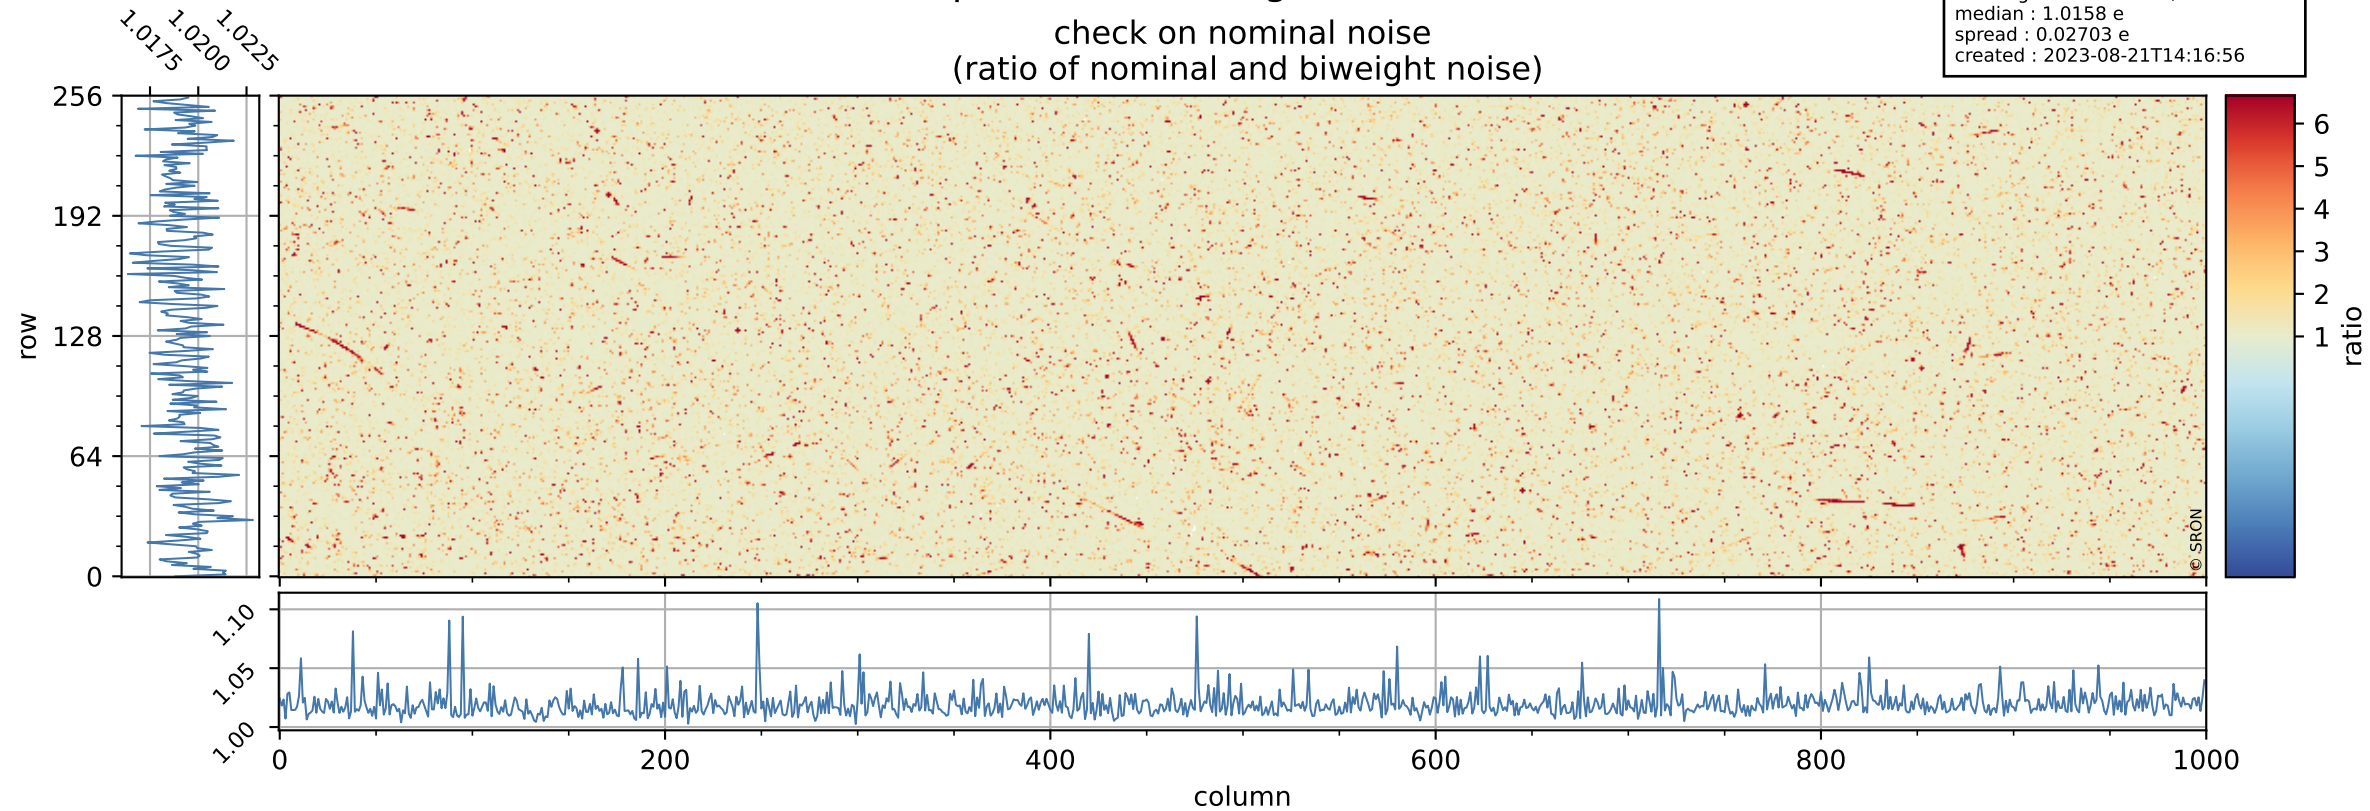 check on nominal noise
(ratio of nominal and biweight noise)
median : 1.0158 e
spread : 0.02703 e
created : 2023-08-21T14:16:56
1.0175
1.0200
1.0225
256
192
128
64
0
row
© SRON
6
5
4
3
2
1
ratio
1.10
1.05
1.00
0
200
400
600
800
1000
column